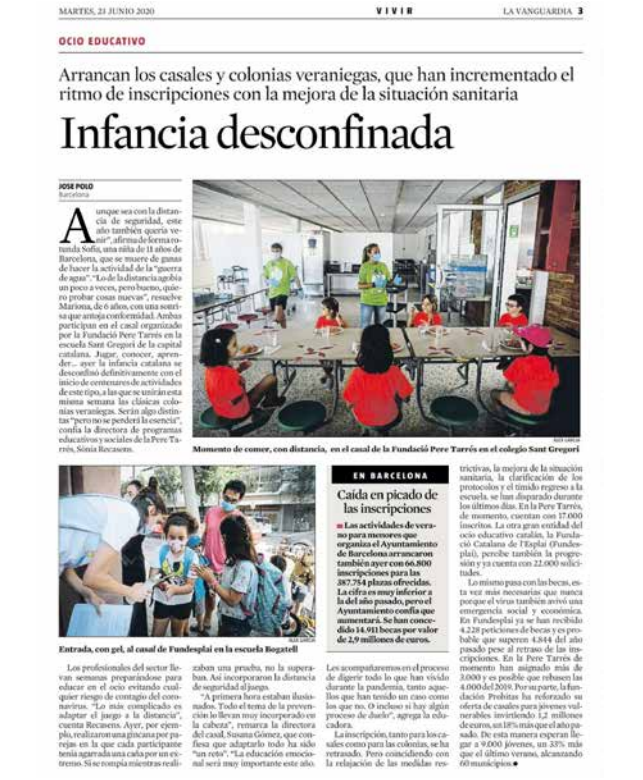 MARTES, 23 JUNIO 2020
VIVIR
LA VANGUARDIA 3
OCIO EDUCATIVO
Arrancan los casales y colonias veraniegas, que han incrementado el
ritmo de inscripciones con la mejora de la situación sanitaria
Infancia desconfinada
JOSE POLO
Barcelona
Aunque sea con la distan-
cia de seguridad, este
año también quería ve-
nir", afirma de forma ro-
tunda Sofía, una niña de 11 años de
Barcelona, que se muere de ganas
de hacer la actividad de la "guerra
de agua". "Lo de la distancia agobia
un poco a veces, pero bueno, quie-
ro probar cosas nuevas", resuelve
Mariona, de 6 años, con una sonri-
sa que antoja conformidad. Ambas
participan en el casal organizado
por la Fundació Pere Tarrés en la
escuela Sant Gregori de la capital
catalana. Jugar, conocer, apren-
der... ayer la infancia catalana se
desconfinó definitivamente con el
inicio de centenares de actividades
de este tipo, a las que se unirán esta
misma semana las clásicas colo-
nias veraniegas. Serán algo distin-
tas "pero no se perderá la esencia",
confía la directora de programas
educativos y sociales de la Pere Ta-
rrés, Sònia Recasens.
ÀLEX GARCIA
Momento de comer, con distancia, en el casal de la Fundació Pere Tarrés en el colegio Sant Gregori
ÀLEX GARCIA
Entrada, con gel, al casal de Fundesplai en la escuela Bogatell
Los profesionales del sector lle-
van semanas preparándose para
educar en el ocio evitando cual-
quier riesgo de contagio del coro-
navirus. "Lo más complicado es
adaptar el juego a la distancia",
cuenta Recasens. Ayer, por ejem-
plo, realizaron una gincana por pa-
rejas en la que cada participante
tenía agarrada una caña por un ex-
tremo. Si se rompía mientras reali-
zaban una prueba, no la supera-
ban. Así incorporaron la distancia
de seguridad al juego.
"A primera hora estaban ilusio-
nados. Todo el tema de la preven-
ción lo llevan muy incorporado en
la cabeza", remarca la directora
del casal, Susana Gómez, que con-
fiesa que adaptarlo todo ha sido
"un reto". "La educación emocio-
nal será muy importante este año.
EN BARCELONA
Caída en picado de
las inscripciones
Las actividades de vera-
no para menores que
organiza el Ayuntamiento
de Barcelona arrancaron
también ayer con 66.800
inscripciones para las
387.754 plazas ofrecidas.
La cifra es muy inferior a
la del año pasado, pero el
Ayuntamiento confía que
aumentará. Se han conce-
dido 14.911 becas por valor
de 2,9 millones de euros.
Les acompañaremos en el proceso
de digerir todo lo que han vivido
durante la pandemia, tanto aque-
llos que han tenido un caso como
los que no. O incluso si hay algún
proceso de duelo", agrega la edu-
cadora.
La inscripción, tanto para los ca-
sales como para las colonias, se ha
retrasado. Pero coincidiendo con
la relajación de las medidas res-
trictivas, la mejora de la situación
sanitaria, la clarificación de los
protocolos y el tímido regreso a la
escuela, se han disparado durante
los últimos días. En la Pere Tarrés,
de momento, cuentan con 17.000
inscritos. La otra gran entidad del
ocio educativo catalán, la Funda-
ció Catalana de l'Esplai (Fundes-
plai), percibe también la progre-
sión y ya cuenta con 22.000 solici-
tudes.
Lo mismo pasa con las becas, es-
ta vez más necesarias que nunca
porque el virus también avivó una
emergencia social y económica.
En Fundesplai ya se han recibido
4.228 peticiones de becas y es pro-
bable que superen 4.844 del año
pasado pese al retraso de las ins-
cripciones. En la Pere Tarrés de
momento han asignado más de
3.000 y es posible que rebasen las
4.000 del 2019. Por su parte, la fun-
dación Probitas ha reforzado su
oferta de casales para jóvenes vul-
nerables invirtiendo 1,2 millones
de euros, un 18% más que el año pa-
sado. De esta manera esperan lle-
gar a 9.000 jóvenes, un 33% más
que el último verano, alcanzando
60 municipios